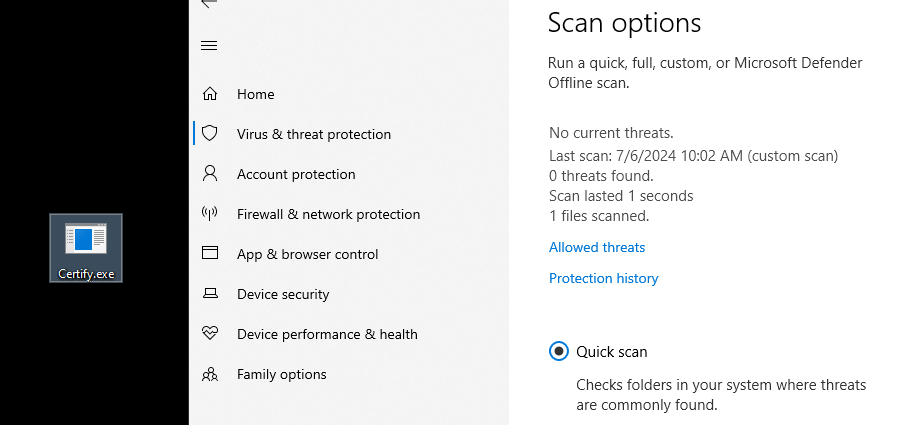 Certify.exe
Home
Virus & threat protection
Account protection
Firewall & network protection
App & browser control
Device security
Device performance & health
Family options
Scan options
Run a quick, full, custom, or Microsoft Defender
Offline scan.
No current threats.
Last scan: 7/6/2024 10:02 AM (custom scan)
0 threats found.
Scan lasted 1 seconds
1 files scanned.
Allowed threats
Protection history
Quick scan
Checks folders in your system where threats
are commonly found.